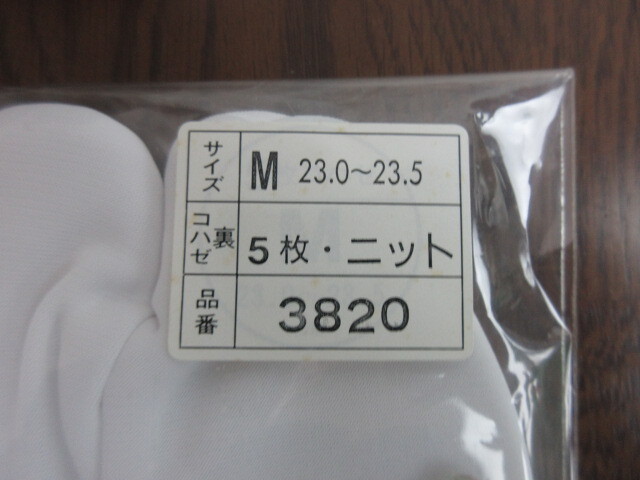 サイズ M 23.0～23.5
コハゼ 裏 5枚・ニット
品番 3820